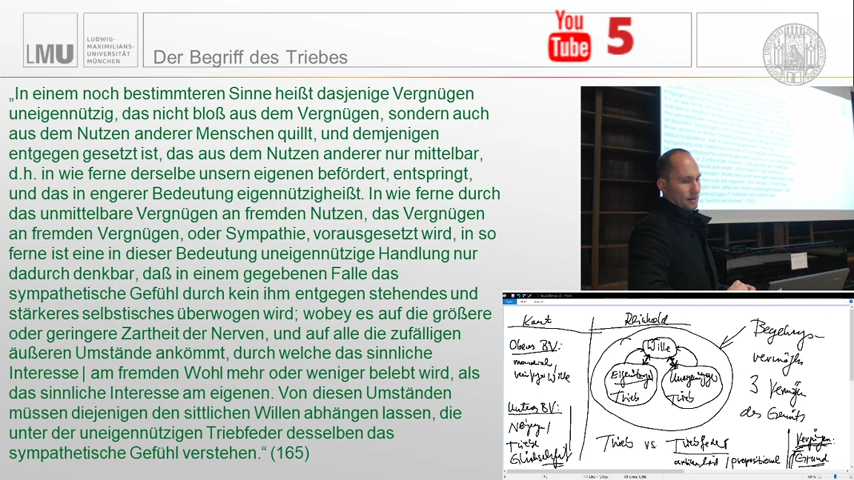 LMU
LUDWIG-
MAXIMILIANS-
UNIVERSITÄT
MÜNCHEN
Der Begriff des Triebes
You
Tube
5
„In einem noch bestimmteren Sinne heißt dasjenige Vergnügen
uneigennützig, das nicht bloß aus dem Vergnügen, sondern auch
aus dem Nutzen anderer Menschen quillt, und demjenigen
entgegen gesetzt ist, das aus dem Nutzen anderer nur mittelbar,
d.h. in wie ferne derselbe unsern eigenen befördert, entspringt,
und das in engerer Bedeutung eigennützigheißt. In wie ferne durch
das unmittelbare Vergnügen an fremden Nutzen, das Vergnügen
an fremden Vergnügen, oder Sympathie, vorausgesetzt wird, in so
ferne ist eine in dieser Bedeutung uneigennützige Handlung nur
dadurch denkbar, daß in einem gegebenen Falle das
sympathetische Gefühl durch kein ihm entgegen stehendes und
stärkeres selbstisches überwogen wird; wobey es auf die größere
oder geringere Zartheit der Nerven, und auf alle die zufälligen
äußeren Umstände ankömmt, durch welche das sinnliche
Interesse| am fremden Wohl mehr oder weniger belebt wird, als
das sinnliche Interesse am eigenen. Von diesen Umständen
müssen diejenigen den sittlichen Willen abhängen lassen, die
unter der uneigennützigen Triebfeder desselben das
sympathetische Gefühl verstehen.“ (165)
Kant
Reinhold
Oberes BV:
Wille
Unteres BV:
Trieb
Trieb
Trieb vs Triebfeder
Begehrungs-
vermögen
3 Vermögen
des Gemüts
Grund